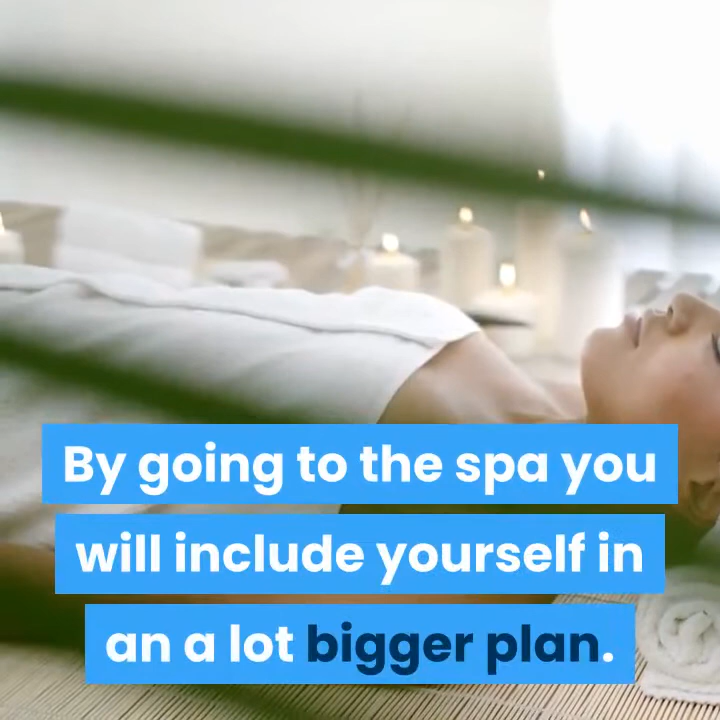 By going to the spa you
will include yourself in
an a lot bigger plan.